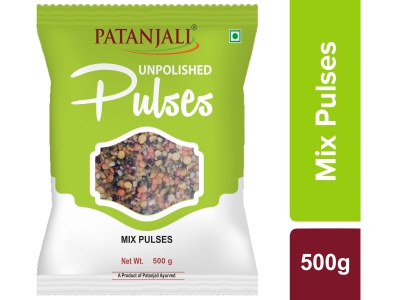 PATANJALI®
UNPOLISHED
Pulses
MIX PULSES
Net Wt. 500 g
A Product of Patanjali Ayurved
Mix Pulses
500g